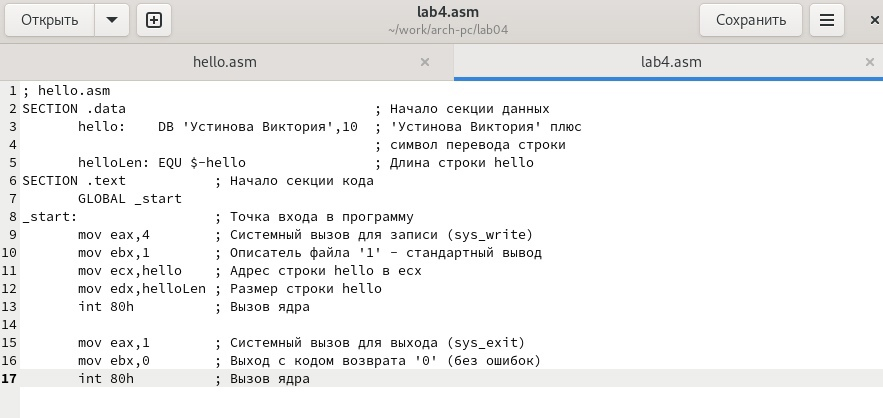 Открыть lab4.asm Сохранить
~/work/arch-pc/lab04
hello.asm × lab4.asm ×
1 ; hello.asm
2 SECTION .data ; Начало секции данных
3 hello: DB 'Устинова Виктория',10 ; 'Устинова Виктория' плюс
4 ; символ перевода строки
5 helloLen: EQU $-hello ; Длина строки hello
6 SECTION .text ; Начало секции кода
7 GLOBAL _start
8 _start: ; Точка входа в программу
9 mov eax,4 ; Системный вызов для записи (sys_write)
10 mov ebx,1 ; Описатель файла '1' - стандартный вывод
11 mov ecx,hello ; Адрес строки hello в ecx
12 mov edx,helloLen ; Размер строки hello
13 int 80h ; Вызов ядра
14
15 mov eax,1 ; Системный вызов для выхода (sys_exit)
16 mov ebx,0 ; Выход с кодом возврата '0' (без ошибок)
17 int 80h ; Вызов ядра